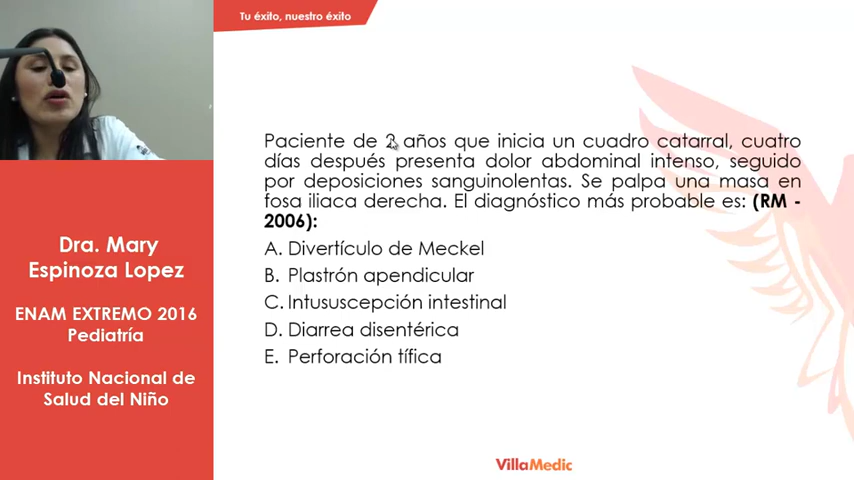 Tu éxito, nuestro éxito
Paciente de 2 años que inicia un cuadro catarral, cuatro
días después presenta dolor abdominal intenso, seguido
por deposiciones sanguinolentas. Se palpa una masa en
fosa iliaca derecha. El diagnóstico más probable es: (RM -
2006):
A. Divertículo de Meckel
B. Plastrón apendicular
C. Intususcepción intestinal
D. Diarrea disentérica
E. Perforación tífica
Dra. Mary
Espinoza Lopez
ENAM EXTREMO 2016
Pediatría
Instituto Nacional de
Salud del Niño
VillaMedic